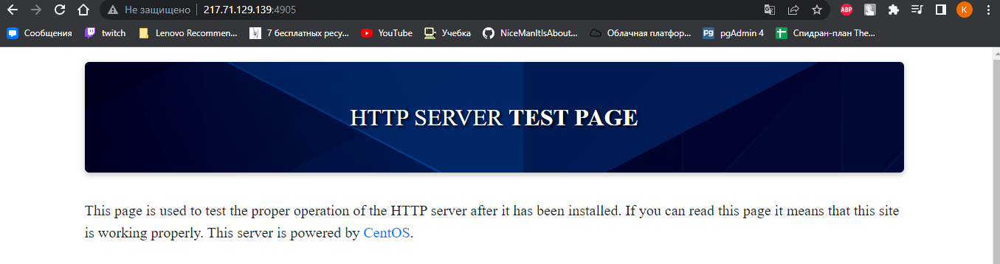 Не защищено 217.71.129.139:4905
ABP
K
Сообщения twitch Lenovo Recommen... 7 бесплатных ресу... YouTube Учебка NiceManItIsAbout... Облачная платфор... pgAdmin 4 Спидран-план The...
HTTP SERVER TEST PAGE
This page is used to test the proper operation of the HTTP server after it has been installed. If you can read this page it means that this site
is working properly. This server is powered by CentOS.